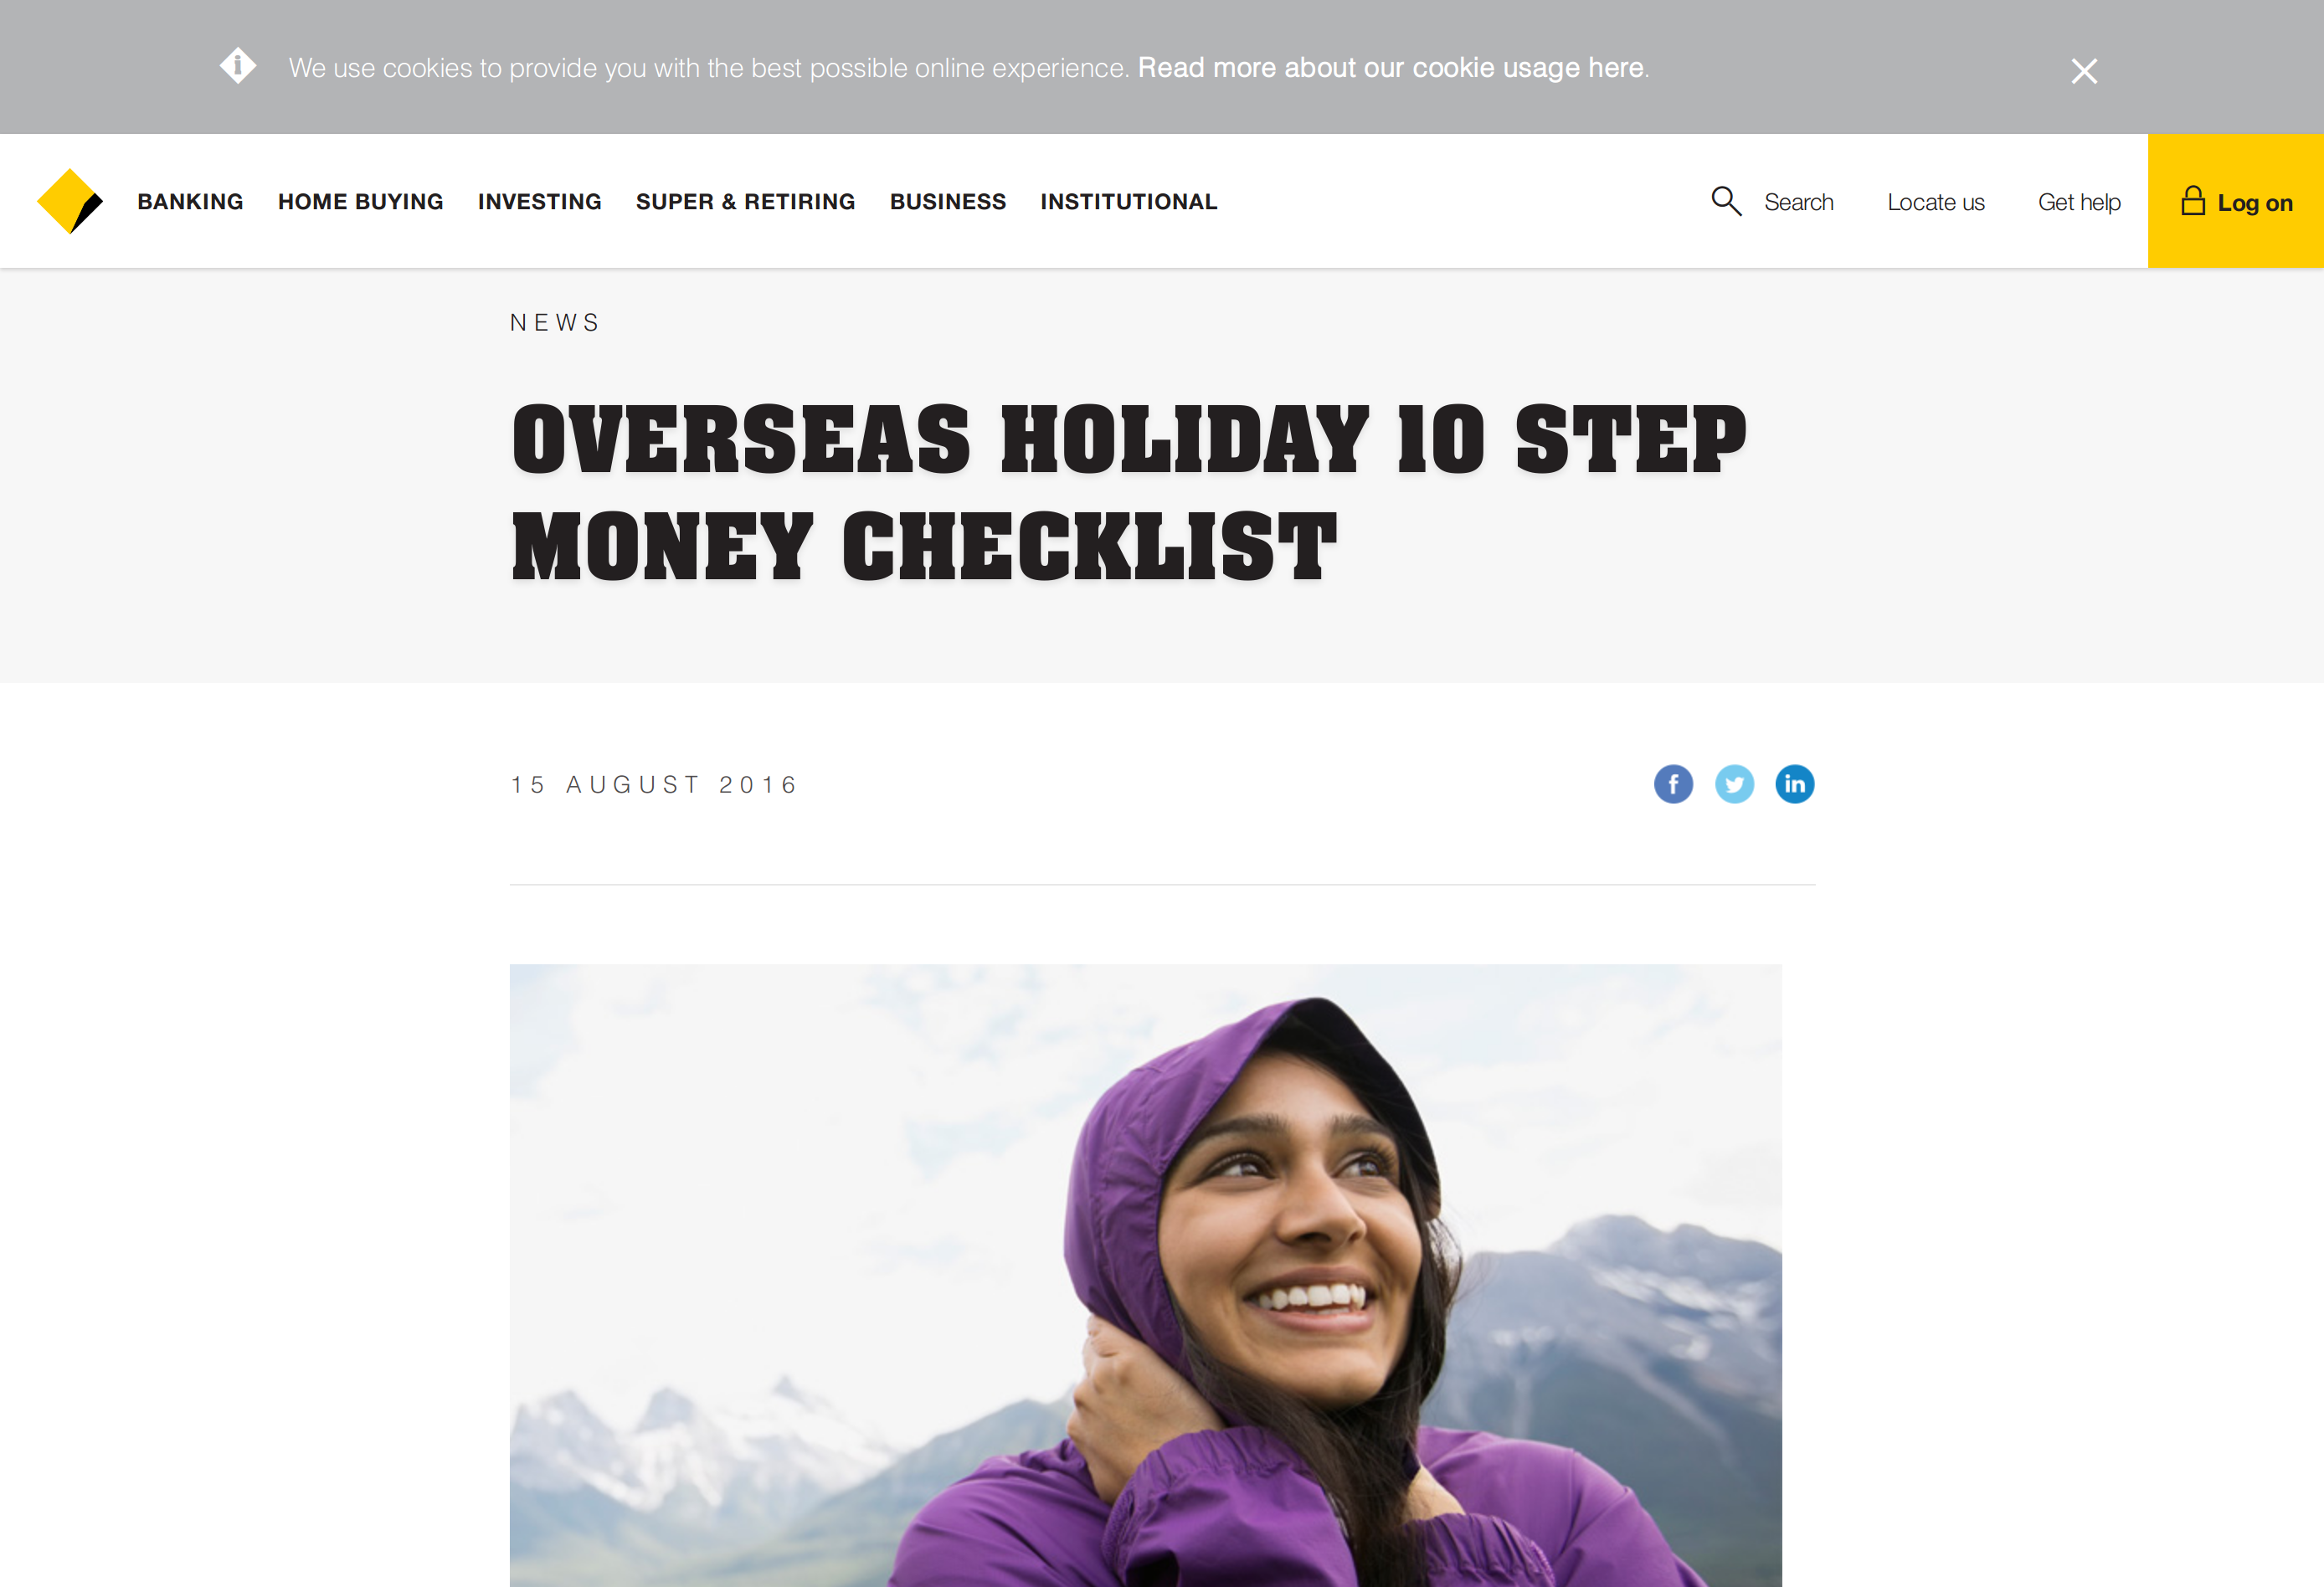 We use cookies to provide you with the best possible online experience. Read more about our cookie usage here.
BANKING HOME BUYING INVESTING SUPER & RETIRING BUSINESS INSTITUTIONAL Search Locate us Get help Log on
NEWS
OVERSEAS HOLIDAY 10 STEP
MONEY CHECKLIST
15 AUGUST 2016